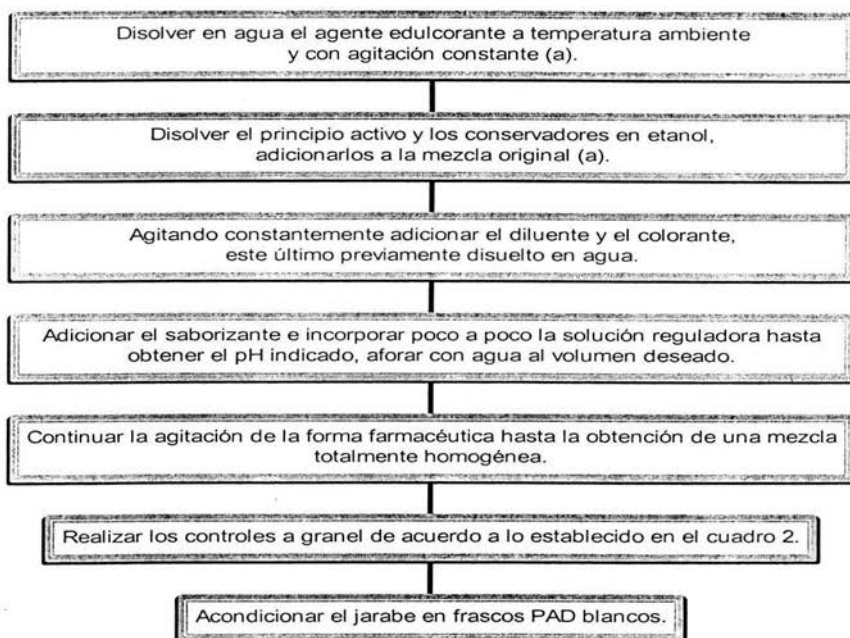 Disolver en agua el agente edulcorante a temperatura ambiente
y con agitación constante (a).
Disolver el principio activo y los conservadores en etanol,
adicionarlos a la mezcla original (a).
Agitando constantemente adicionar el diluente y el colorante,
este último previamente disuelto en agua.
Adicionar el saborizante e incorporar poco a poco la solución reguladora hasta
obtener el pH indicado, aforar con agua al volumen deseado.
Continuar la agitación de la forma farmacéutica hasta la obtención de una mezcla
totalmente homogénea.
Realizar los controles a granel de acuerdo a lo establecido en el cuadro 2.
Acondicionar el jarabe en frascos PAD blancos.